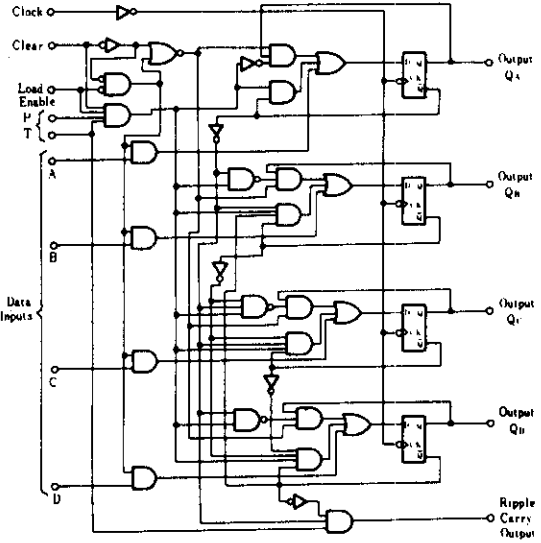 Clock
Clear
Load
Enable
P
T
A
B
C
D
Data
Inputs
Output
QA
Output
QB
Output
QC
Output
QD
Ripple
Carry
Output